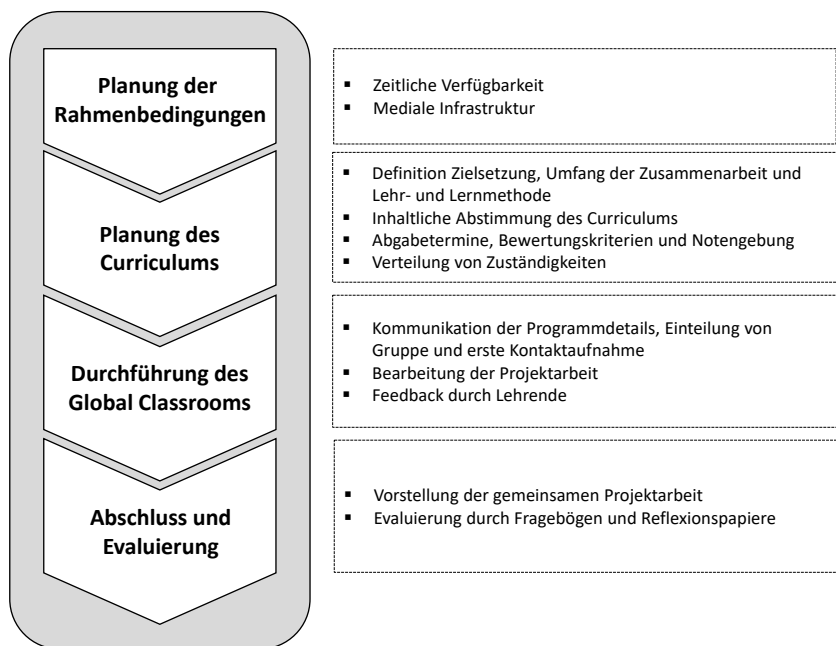 Planung der
Rahmenbedingungen
▪ Zeitliche Verfügbarkeit
▪ Mediale Infrastruktur
Planung des
Curriculums
▪ Definition Zielsetzung, Umfang der Zusammenarbeit und
Lehr- und Lernmethode
▪ Inhaltliche Abstimmung des Curriculums
▪ Abgabetermine, Bewertungskriterien und Notengebung
▪ Verteilung von Zuständigkeiten
Durchführung des
Global Classrooms
▪ Kommunikation der Programmdetails, Einteilung von
Gruppe und erste Kontaktaufnahme
▪ Bearbeitung der Projektarbeit
▪ Feedback durch Lehrende
Abschluss und
Evaluierung
▪ Vorstellung der gemeinsamen Projektarbeit
▪ Evaluierung durch Fragebögen und Reflexionspapiere